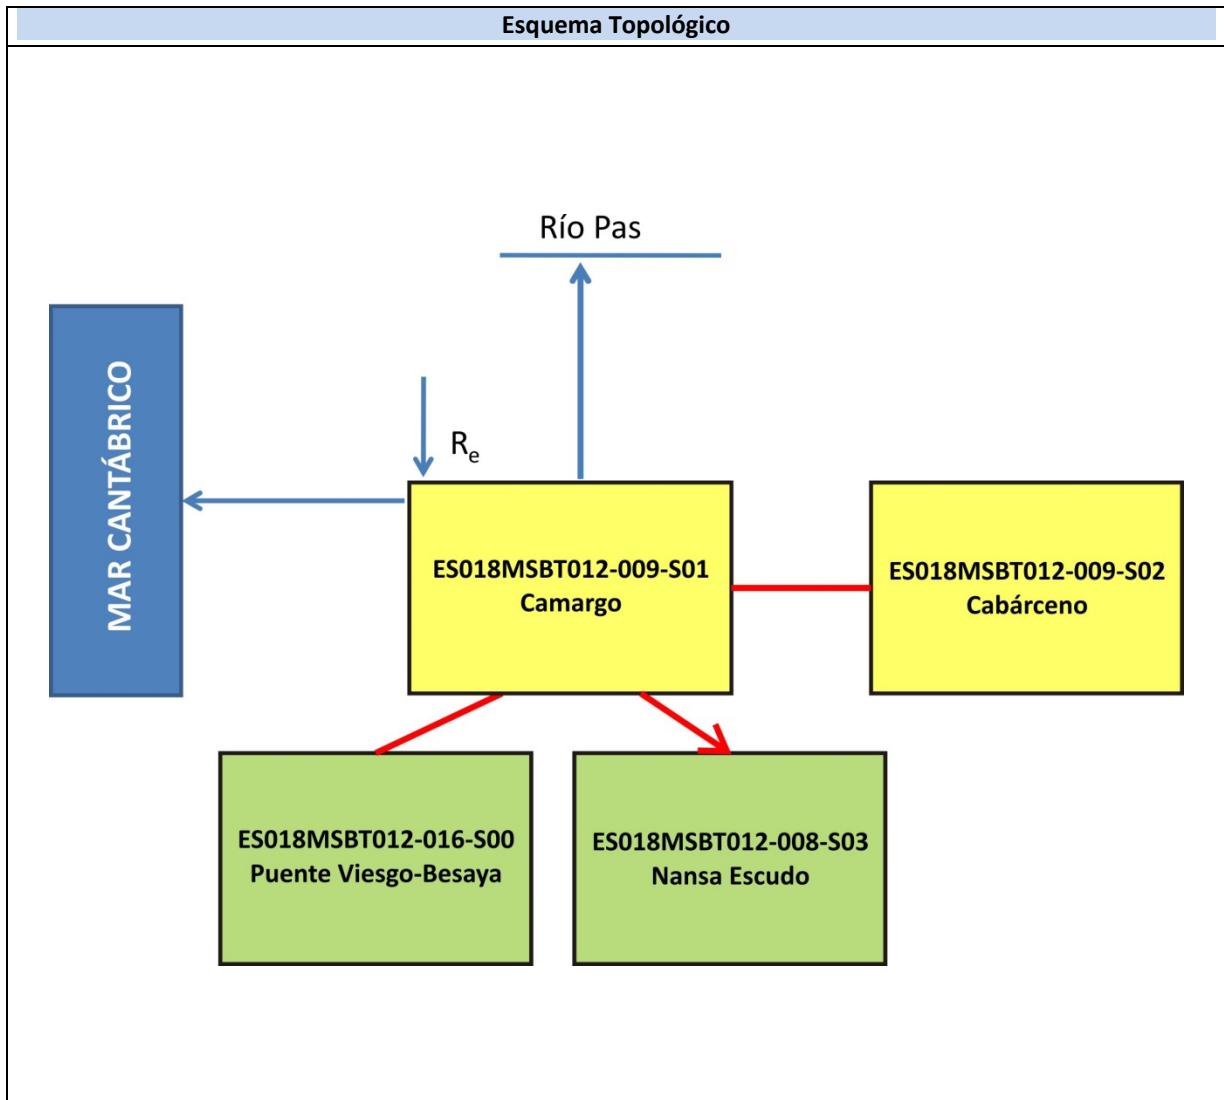 Esquema Topológico
Río Pas
MAR CANTÁBRICO
Re
ES018MSBT012-009-S01
Camargo
ES018MSBT012-009-S02
Cabárceno
ES018MSBT012-016-S00
Puente Viesgo-Besaya
ES018MSBT012-008-S03
Nansa Escudo